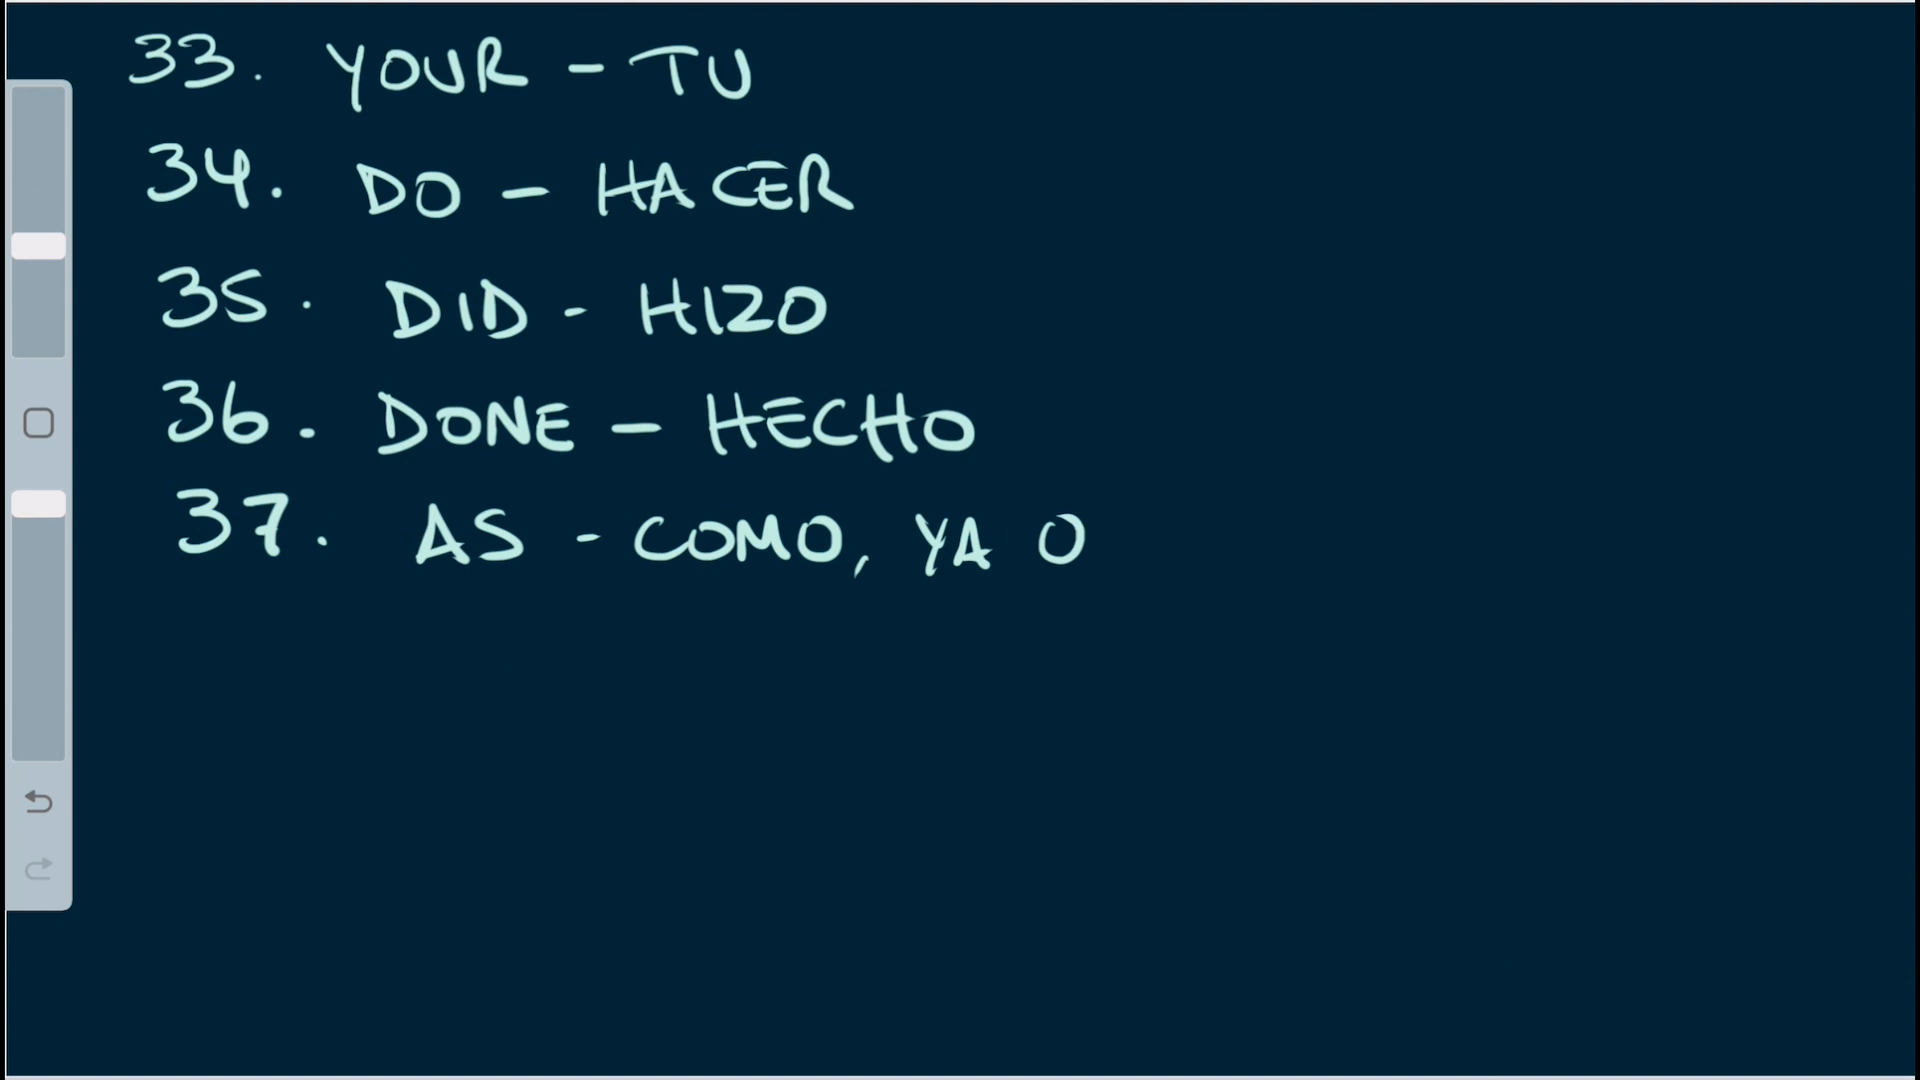 33. YOUR - TU
34. DO - HACER
35. DID - HIZO
36. DONE - HECHO
37. AS - COMO, YA O